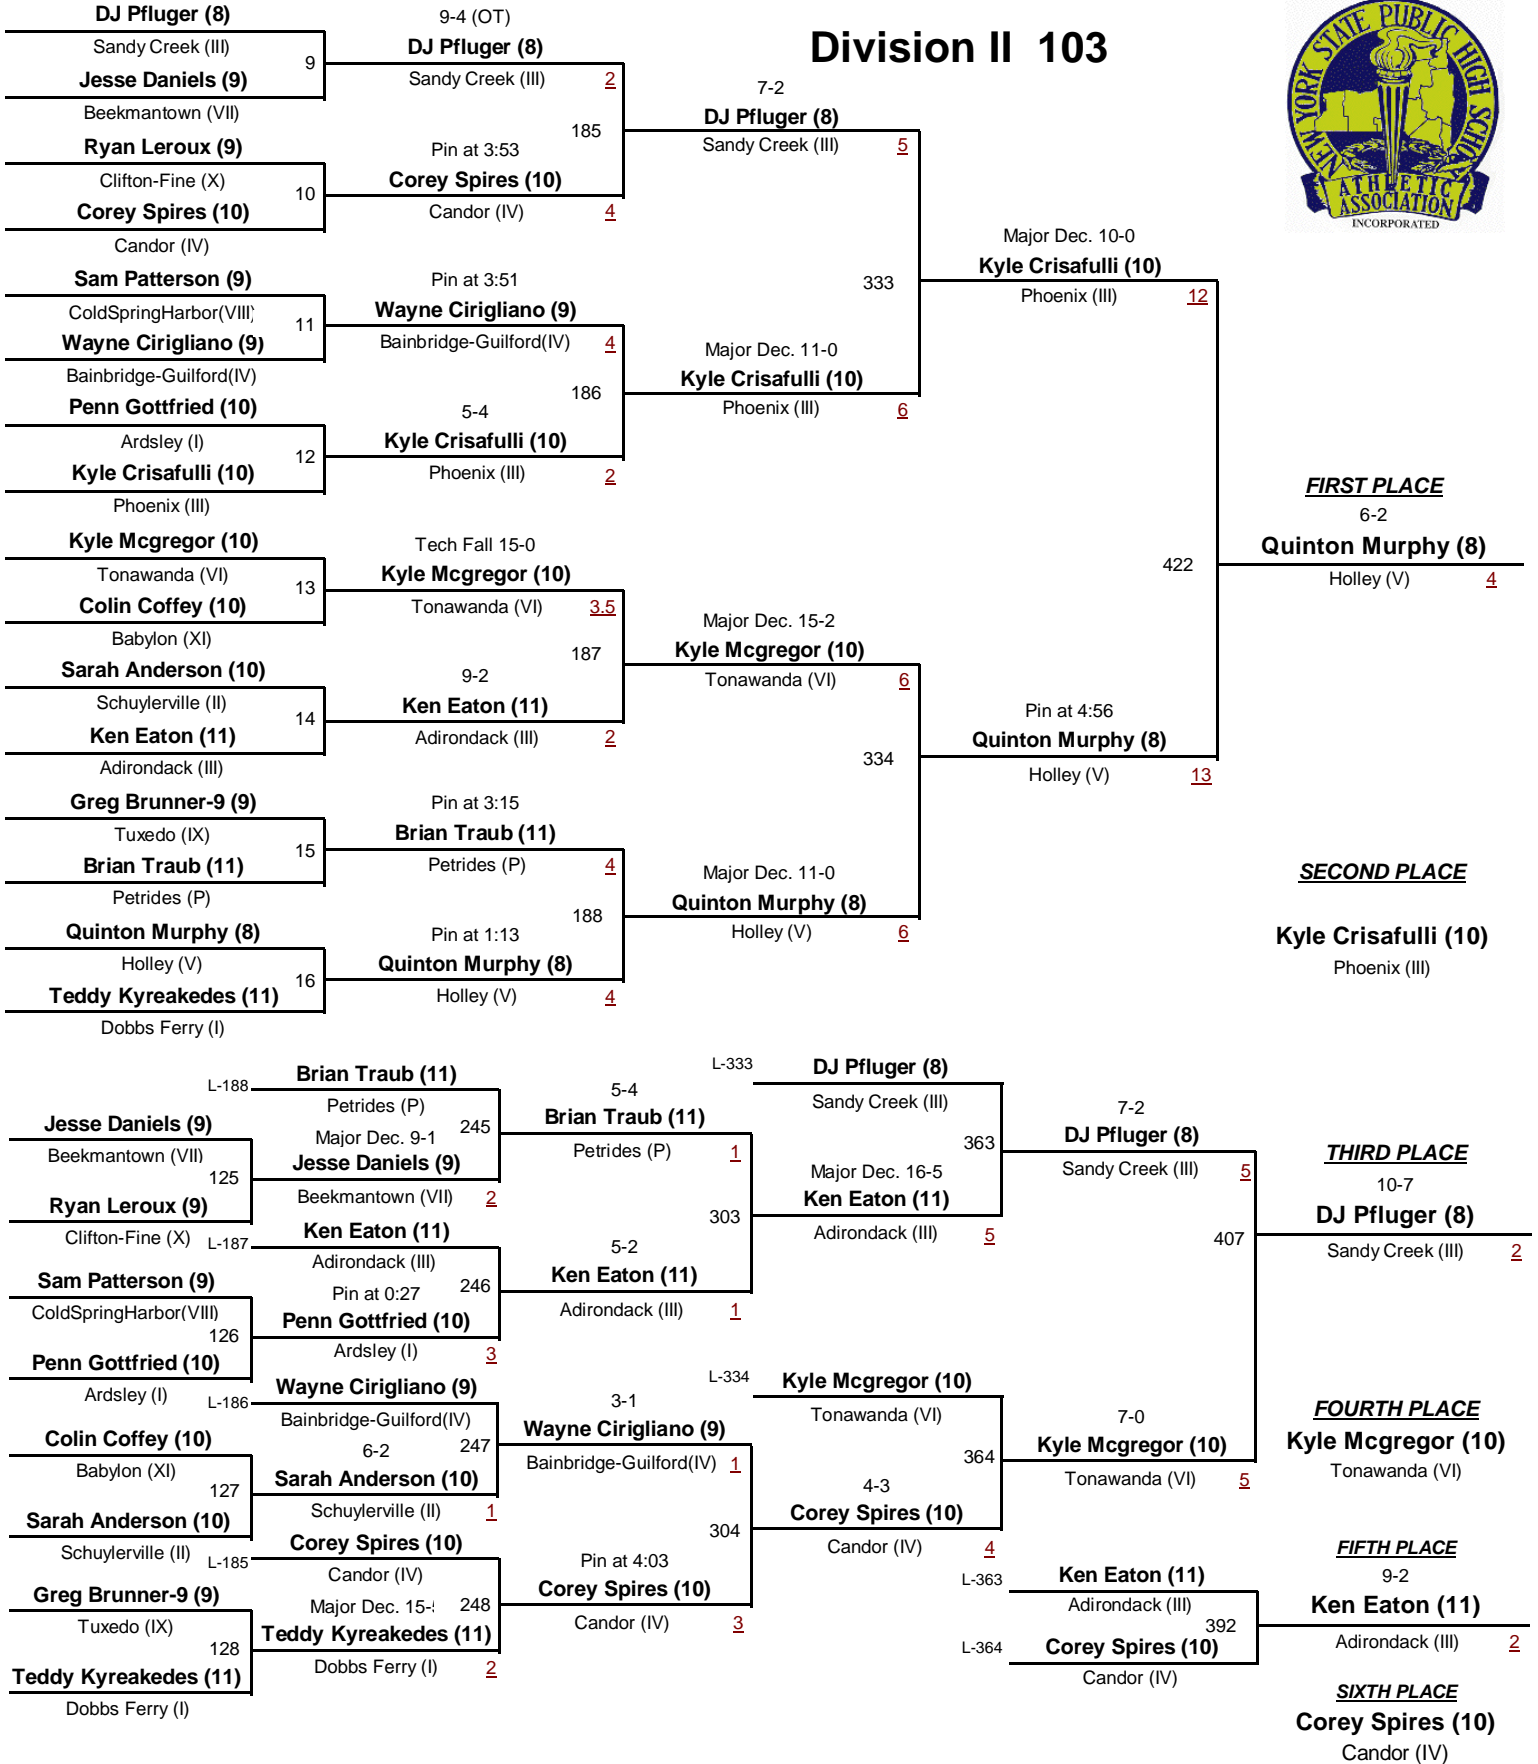 Division II 103
NEW YORK STATE PUBLIC HIGH SCHOOL
ATHLETIC
ASSOCIATION
INCORPORATED
DJ Pfluger (8)
Sandy Creek (III)
9
Jesse Daniels (9)
Beekmantown (VII)
Ryan Leroux (9)
Clifton-Fine (X)
10
Corey Spires (10)
Candor (IV)
Sam Patterson (9)
ColdSpringHarbor(VIII)
11
Wayne Cirigliano (9)
Bainbridge-Guilford(IV)
Penn Gottfried (10)
Ardsley (I)
12
Kyle Crisafulli (10)
Phoenix (III)
Kyle Mcgregor (10)
Tonawanda (VI)
13
Colin Coffey (10)
Babylon (XI)
Sarah Anderson (10)
Schuylerville (II)
14
Ken Eaton (11)
Adirondack (III)
Greg Brunner-9 (9)
Tuxedo (IX)
15
Brian Traub (11)
Petrides (P)
Quinton Murphy (8)
Holley (V)
16
Teddy Kyreakedes (11)
Dobbs Ferry (I)
9-4 (OT)
DJ Pfluger (8)
Sandy Creek (III) 2
185
Pin at 3:53
Corey Spires (10)
Candor (IV) 4
Pin at 3:51
Wayne Cirigliano (9)
Bainbridge-Guilford(IV) 4
186
5-4
Kyle Crisafulli (10)
Phoenix (III) 2
Tech Fall 15-0
Kyle Mcgregor (10)
Tonawanda (VI) 3.5
187
9-2
Ken Eaton (11)
Adirondack (III) 2
Pin at 3:15
Brian Traub (11)
Petrides (P) 4
188
Pin at 1:13
Quinton Murphy (8)
Holley (V) 4
7-2
DJ Pfluger (8)
Sandy Creek (III) 5
333
Major Dec. 11-0
Kyle Crisafulli (10)
Phoenix (III) 6
Major Dec. 15-2
Kyle Mcgregor (10)
Tonawanda (VI) 6
334
Major Dec. 11-0
Quinton Murphy (8)
Holley (V) 6
Major Dec. 10-0
Kyle Crisafulli (10)
Phoenix (III) 12
422
Pin at 4:56
Quinton Murphy (8)
Holley (V) 13
FIRST PLACE
6-2
Quinton Murphy (8)
Holley (V) 4
SECOND PLACE
Kyle Crisafulli (10)
Phoenix (III)
Jesse Daniels (9)
Beekmantown (VII)
125
Ryan Leroux (9)
Clifton-Fine (X)
Sam Patterson (9)
ColdSpringHarbor(VIII)
126
Penn Gottfried (10)
Ardsley (I)
Colin Coffey (10)
Babylon (XI)
127
Sarah Anderson (10)
Schuylerville (II)
Greg Brunner-9 (9)
Tuxedo (IX)
128
Teddy Kyreakedes (11)
Dobbs Ferry (I)
L-188
Brian Traub (11)
Petrides (P)
245
Major Dec. 9-1
Jesse Daniels (9)
Beekmantown (VII) 2
L-187
Ken Eaton (11)
Adirondack (III)
246
Pin at 0:27
Penn Gottfried (10)
Ardsley (I) 3
L-186
Wayne Cirigliano (9)
Bainbridge-Guilford(IV)
247
6-2
Sarah Anderson (10)
Schuylerville (II) 1
L-185
Corey Spires (10)
Candor (IV)
248
Major Dec. 15-
Teddy Kyreakedes (11)
Dobbs Ferry (I) 2
5-4
Brian Traub (11)
Petrides (P) 1
303
5-2
Ken Eaton (11)
Adirondack (III) 1
3-1
Wayne Cirigliano (9)
Bainbridge-Guilford(IV) 1
304
Pin at 4:03
Corey Spires (10)
Candor (IV) 3
L-333
DJ Pfluger (8)
Sandy Creek (III)
363
Major Dec. 16-5
Ken Eaton (11)
Adirondack (III) 5
L-334
Kyle Mcgregor (10)
Tonawanda (VI)
364
4-3
Corey Spires (10)
Candor (IV) 4
7-2
DJ Pfluger (8)
Sandy Creek (III) 5
407
7-0
Kyle Mcgregor (10)
Tonawanda (VI) 5
L-363
Ken Eaton (11)
Adirondack (III)
392
L-364
Corey Spires (10)
Candor (IV)
THIRD PLACE
10-7
DJ Pfluger (8)
Sandy Creek (III) 2
FOURTH PLACE
Kyle Mcgregor (10)
Tonawanda (VI)
FIFTH PLACE
9-2
Ken Eaton (11)
Adirondack (III) 2
SIXTH PLACE
Corey Spires (10)
Candor (IV)